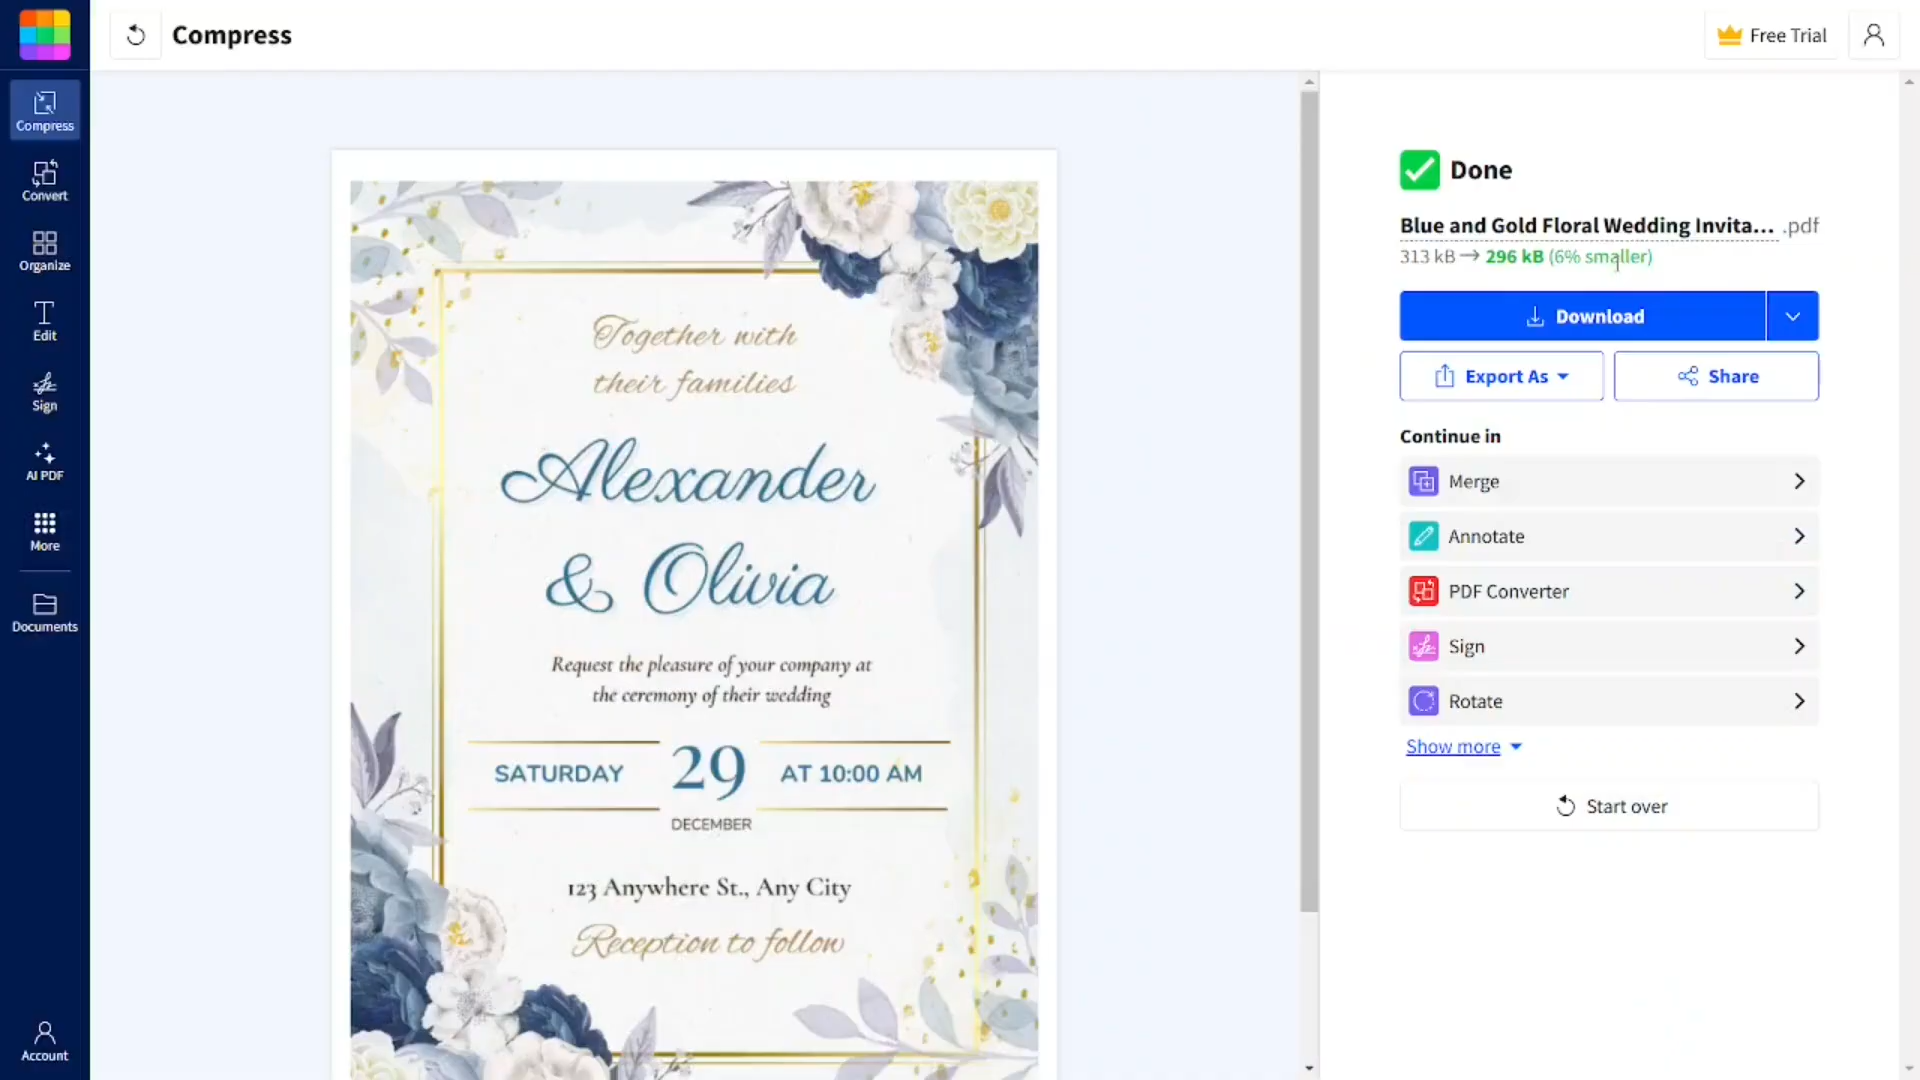 Compress
Free Trial
Compress
Convert
Organize
Edit
Sign
AI PDF
More
Documents
Account
Together with
their families
Alexander
& Olivia
Request the pleasure of your company at
the ceremony of their wedding
SATURDAY 29 AT 10:00 AM
DECEMBER
123 Anywhere St., Any City
Reception to follow
Done
Blue and Gold Floral Wedding Invita... .pdf
313 kB → 296 kB (6% smaller)
Download
Export As Share
Continue in
Merge
Annotate
PDF Converter
Sign
Rotate
Show more
Start over